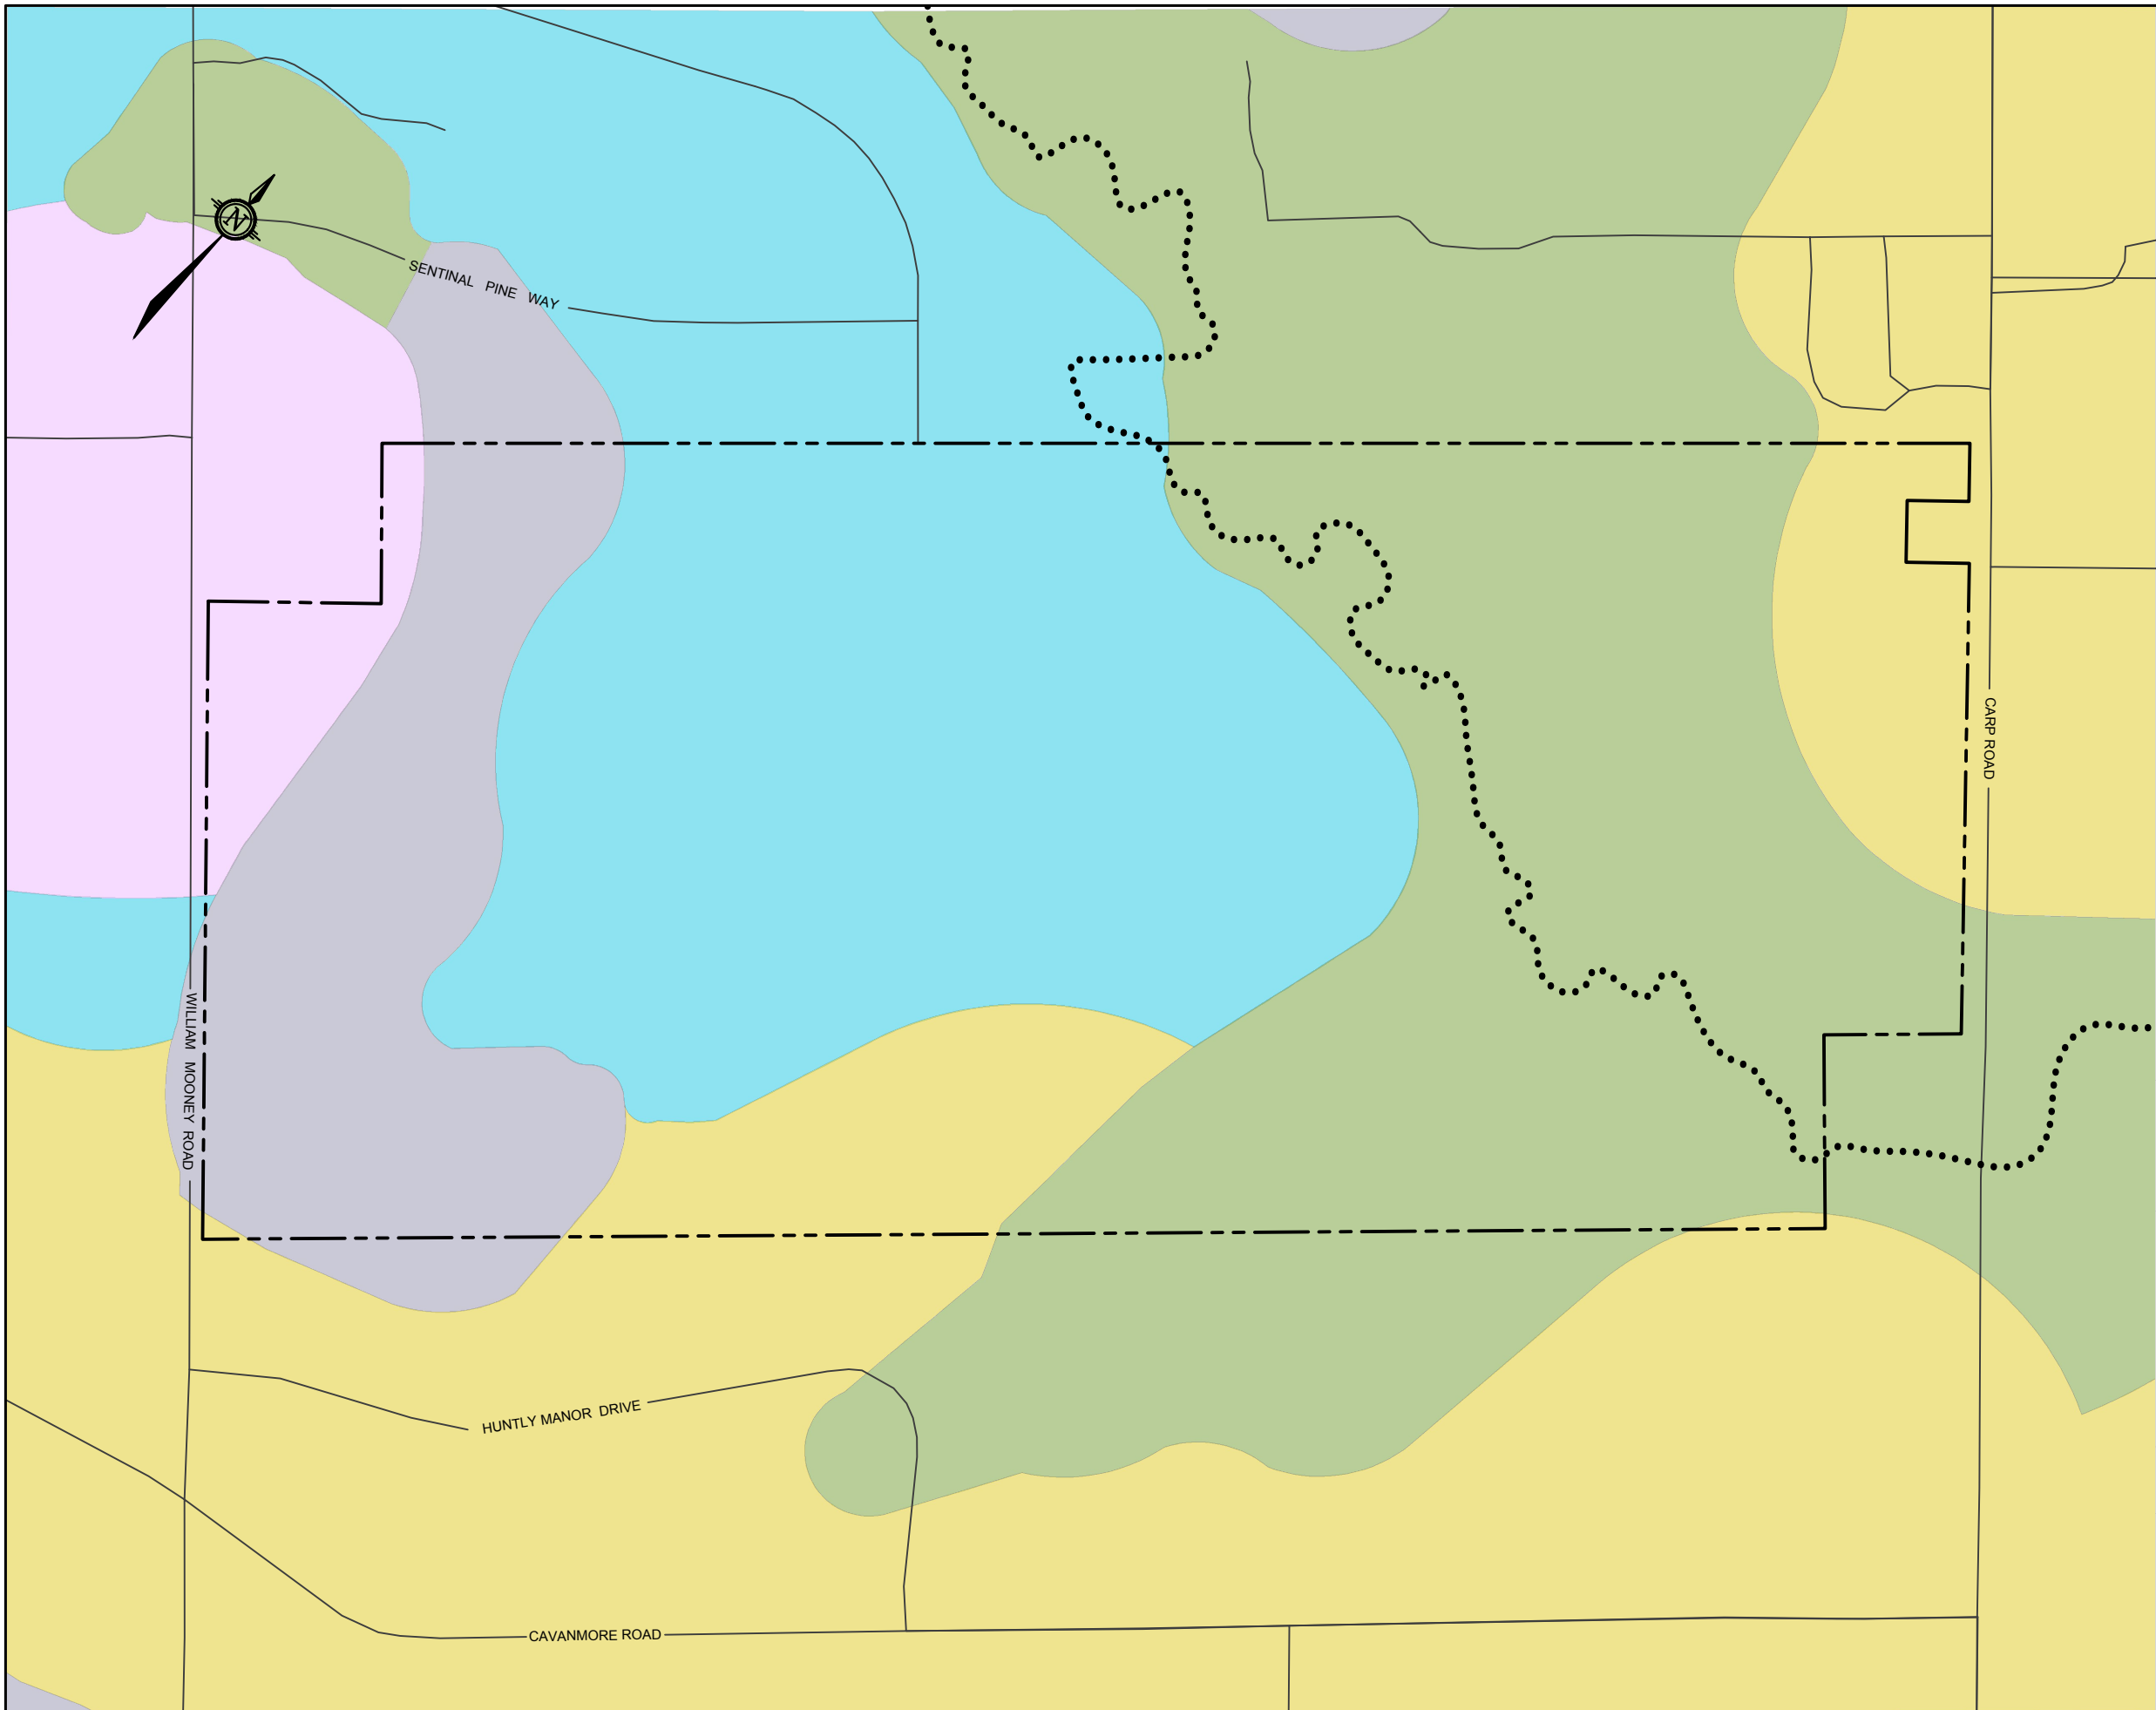 N
SENTINAL PINE WAY
CARP ROAD
WILLIAM MOONEY ROAD
HUNTLY MANOR DRIVE
CAVANMORE ROAD